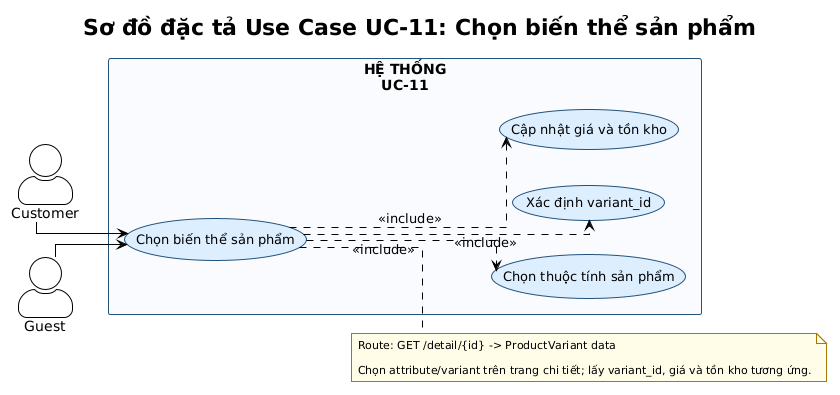 Sơ đồ đặc tả Use Case UC-11: Chọn biến thể sản phẩm
HỆ THỐNG
UC-11
Cập nhật giá và tồn kho
Customer
Xác định variant_id
«include»
Chọn biến thể sản phẩm
«include»
«include»
Chọn thuộc tính sản phẩm
Guest
Route: GET /detail/{id} -> ProductVariant data
Chọn attribute/variant trên trang chi tiết; lấy variant_id, giá và tồn kho tương ứng.